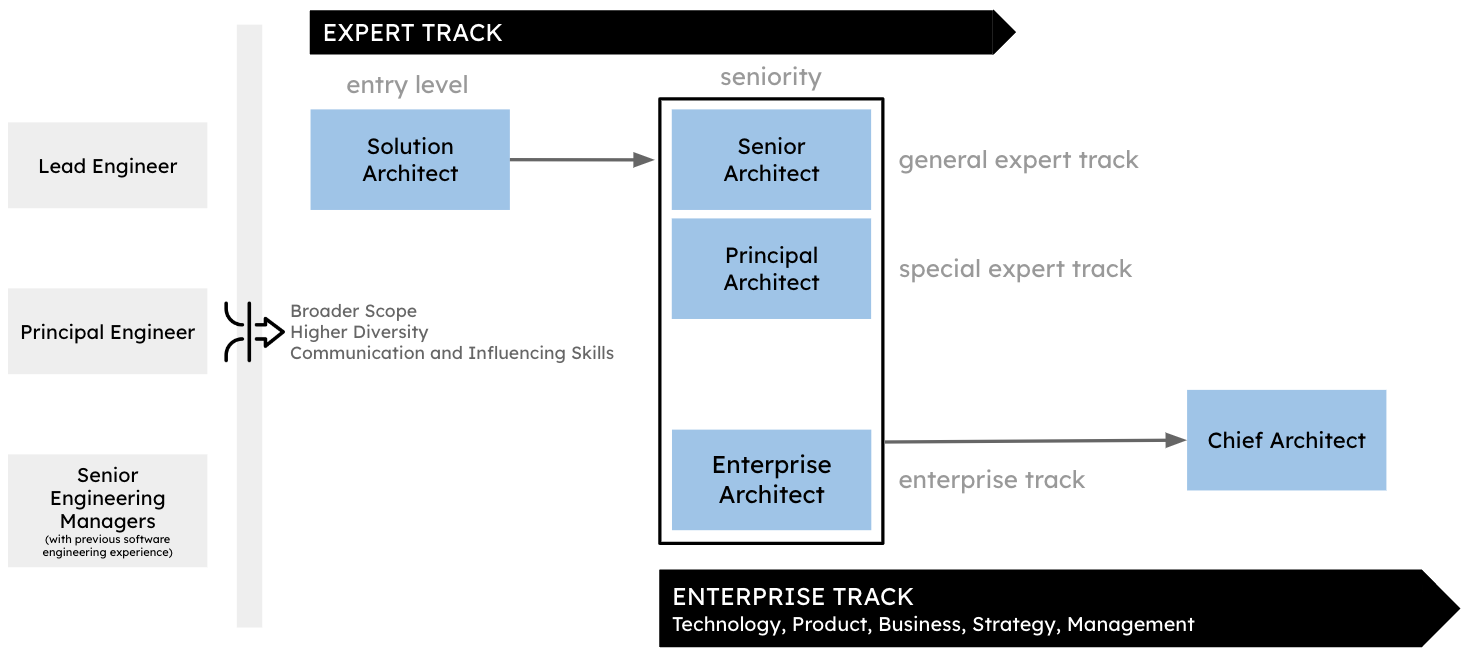 EXPERT TRACK
entry level
seniority
Solution
Architect
Senior
Architect
general expert track
Lead Engineer
Principal
Architect
special expert track
Principal Engineer
Broader Scope
Higher Diversity
Communication and Influencing Skills
Chief Architect
Senior
Engineering
Managers
(with previous software
engineering experience)
Enterprise
Architect
enterprise track
ENTERPRISE TRACK
Technology, Product, Business, Strategy, Management